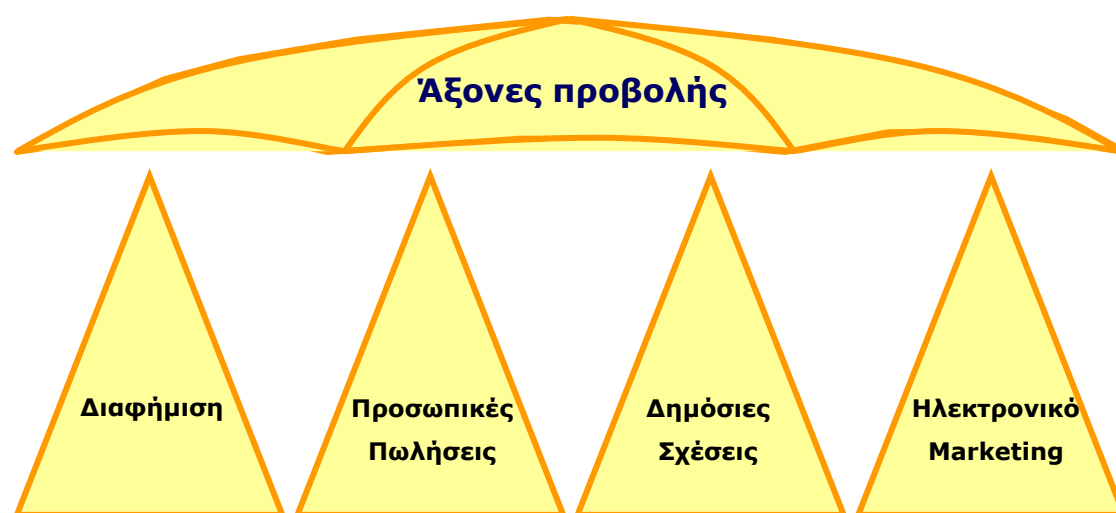 Άξονες προβολής
Διαφήμιση
Προσωπικές
Πωλήσεις
Δημόσιες
Σχέσεις
Ηλεκτρονικό
Marketing